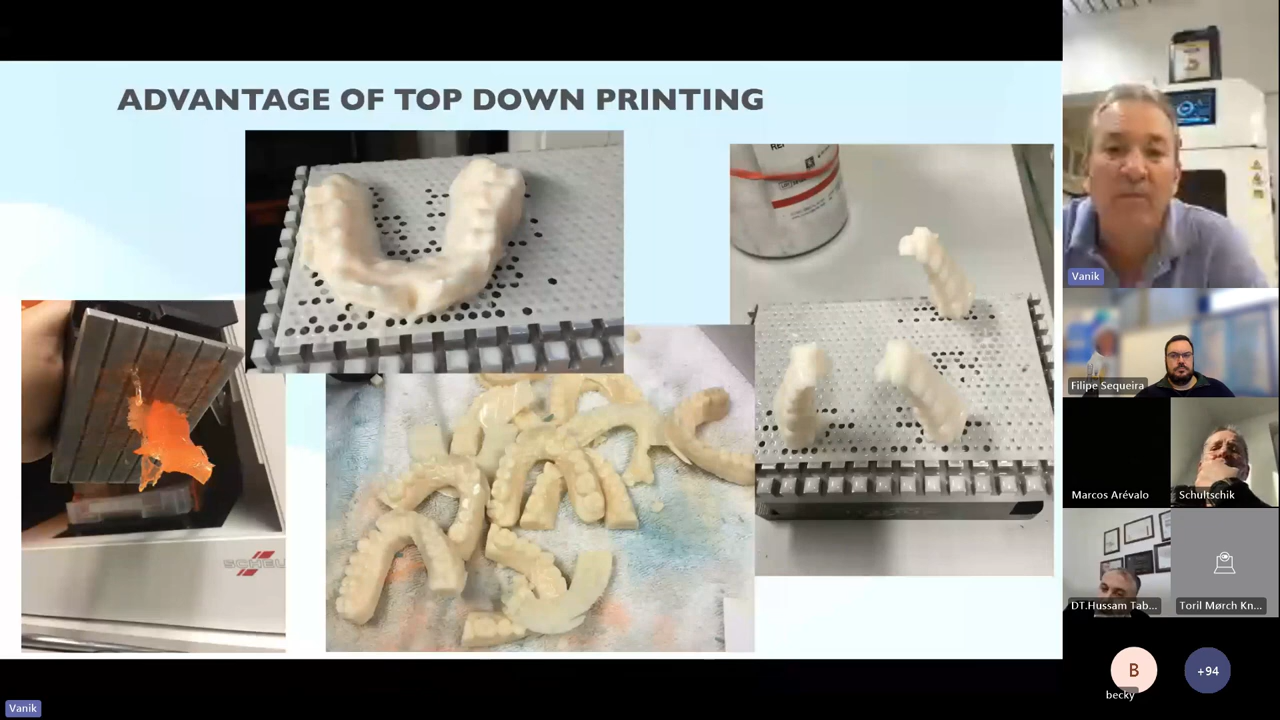 ADVANTAGE OF TOP DOWN PRINTING
Vanik
Filipe Sequeira
Marcos Arévalo
Schultschik
DT.Hussam Tab...
Toril Mørch Kn...
B
becky
+94
Vanik